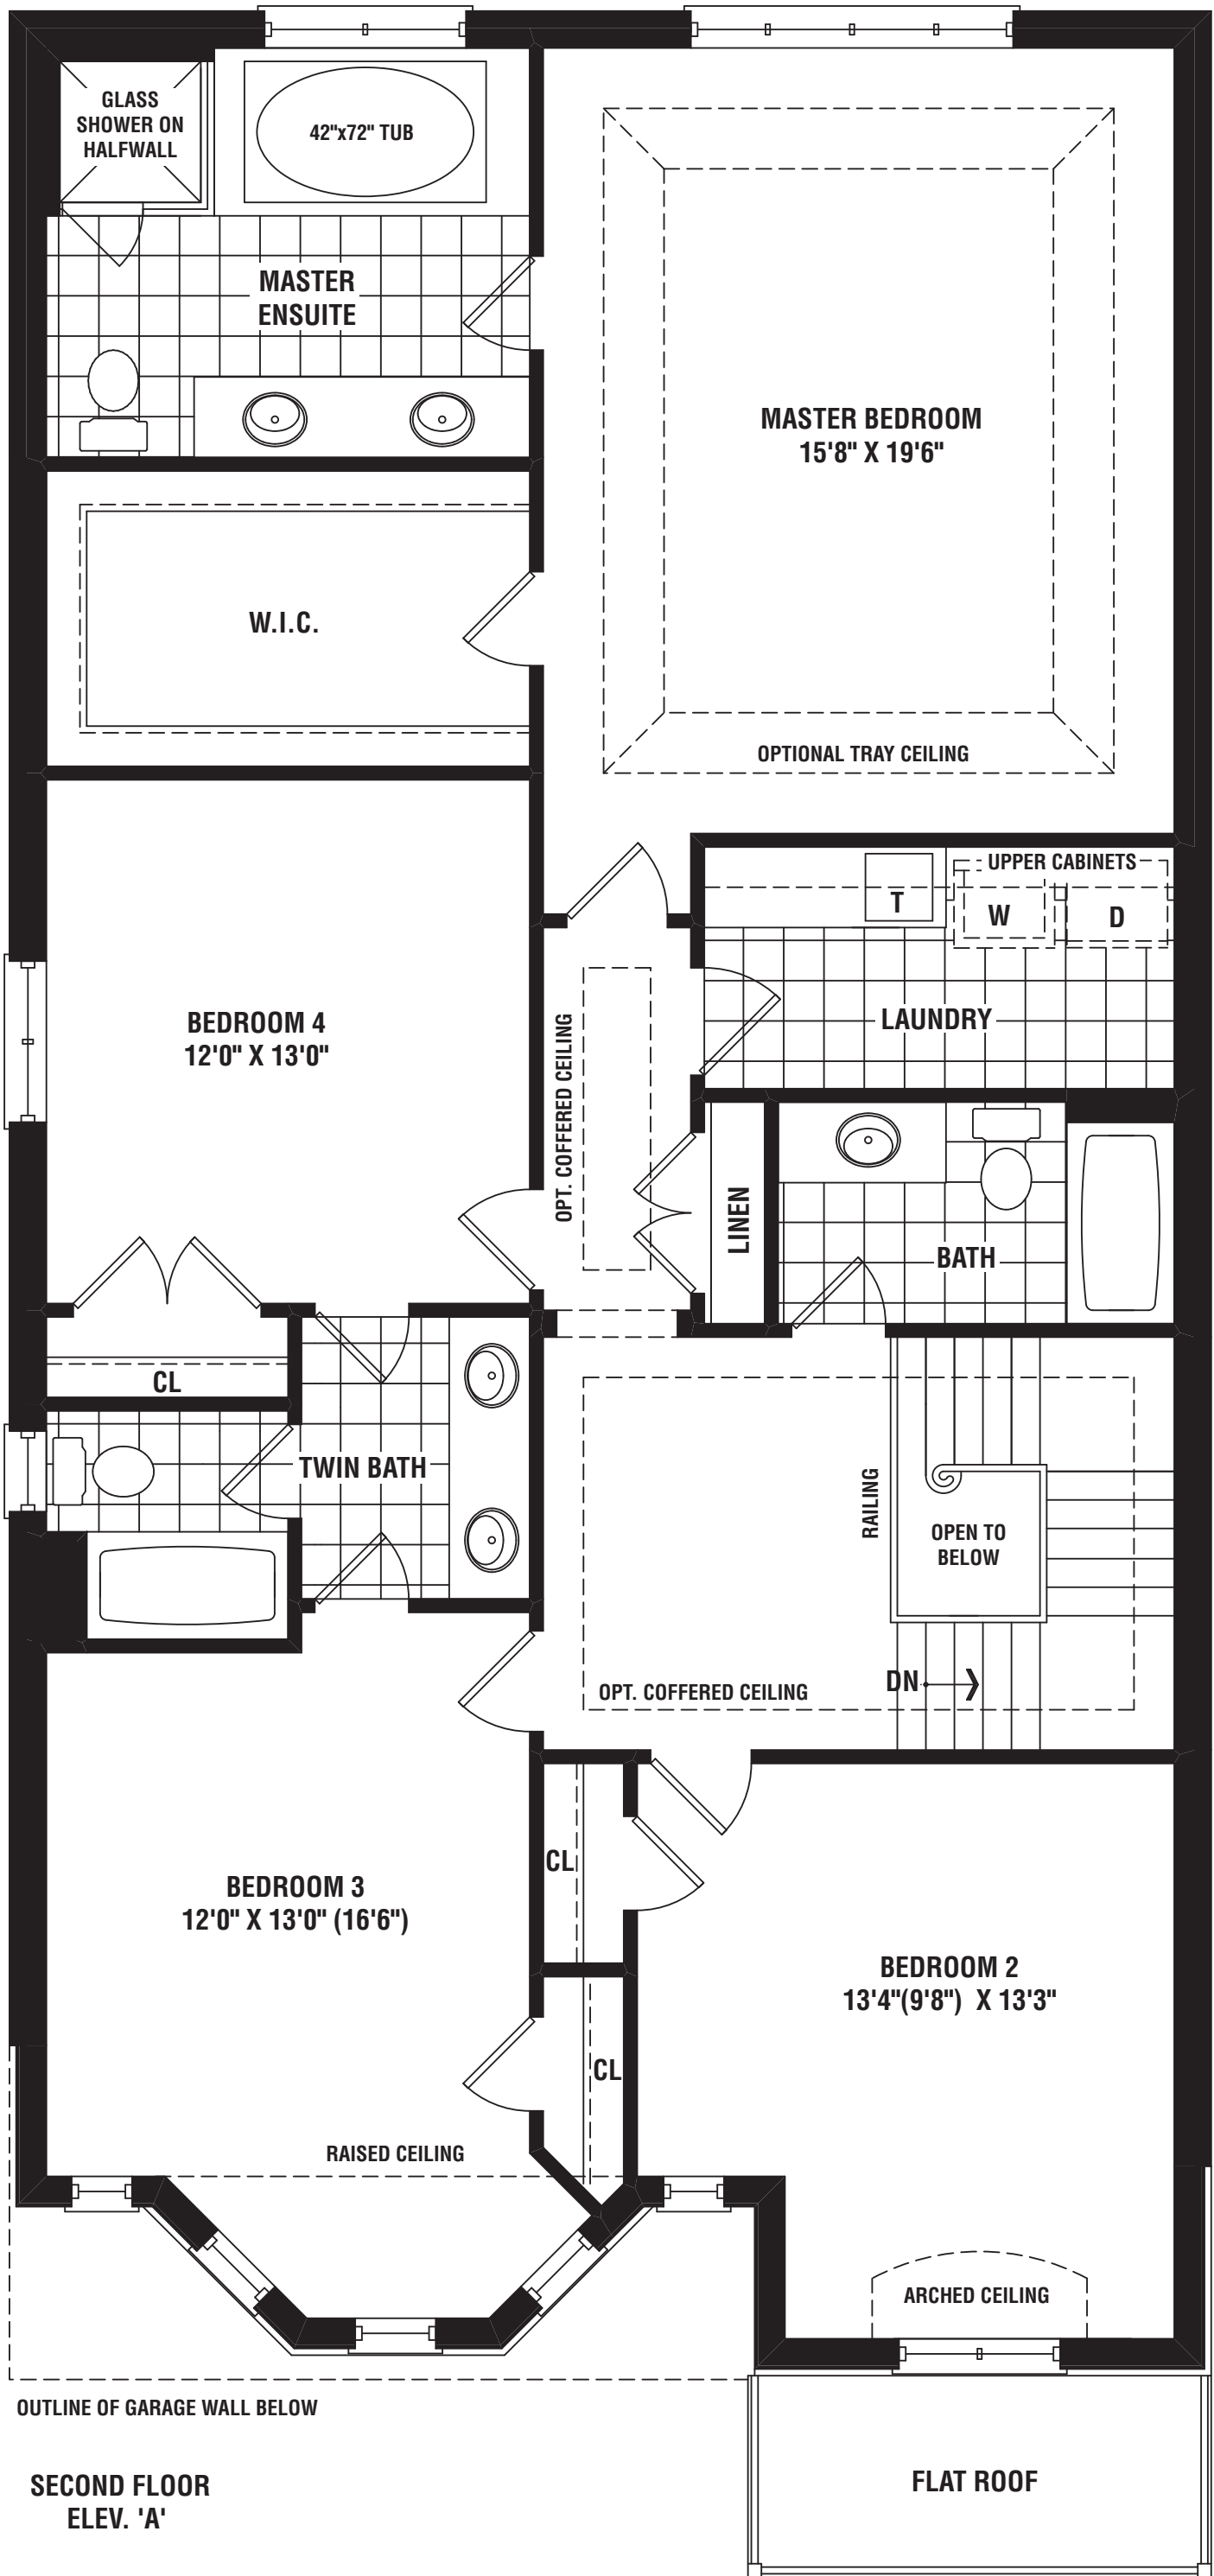 GLASS
SHOWER ON
HALFWALL
42"x72" TUB
MASTER
ENSUITE
MASTER BEDROOM
15'8" X 19'6"
W.I.C.
OPTIONAL TRAY CEILING
UPPER CABINETS
T
W
D
LAUNDRY
BEDROOM 4
12'0" X 13'0"
OPT. COFFERED CEILING
LINEN
BATH
CL
TWIN BATH
RAILING
OPEN TO
BELOW
OPT. COFFERED CEILING
DN
CL
BEDROOM 3
12'0" X 13'0" (16'6")
BEDROOM 2
13'4"(9'8") X 13'3"
CL
RAISED CEILING
ARCHED CEILING
OUTLINE OF GARAGE WALL BELOW
FLAT ROOF
SECOND FLOOR
ELEV. 'A'